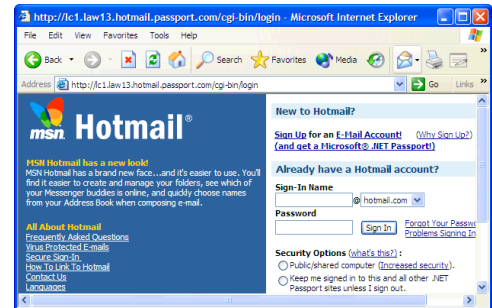 http://lc1.law13.hotmail.passport.com/cgi-bin/login - Microsoft Internet Explorer
File Edit View Favorites Tools Help
Back Search Favorites Media
Address http://lc1.law13.hotmail.passport.com/cgi-bin/login Go Links »
msn Hotmail®
MSN Hotmail has a new look!
MSN Hotmail has a brand new face...and it's easier to use. You'll
find it easier to create and manage your folders, see which of
your Messenger buddies is online, and quickly choose names
from your Address Book when composing e-mail.
All About Hotmail
Frequently Asked Questions
Virus Protected E-mails
Secure Sign-In
How To Link To Hotmail
Contact Us
Languages
New to Hotmail?
Sign Up for an E-Mail Account! (Why Sign Up?)
(and get a Microsoft® .NET Passport!)
Already have a Hotmail account?
Sign-In Name
@ hotmail.com
Password
Sign In Forgot Your Passwo
Problems Signing In
Security Options (what's this?) :
Public/shared computer (Increased security).
Keep me signed in to this and all other .NET
Passport sites unless I sign out.